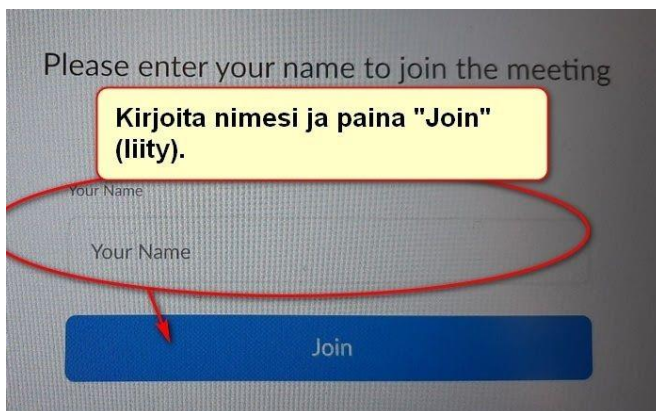 Please enter your name to join the meeting
Kirjoita nimesi ja paina "Join"
(liity).
Your Name
Your Name
Join